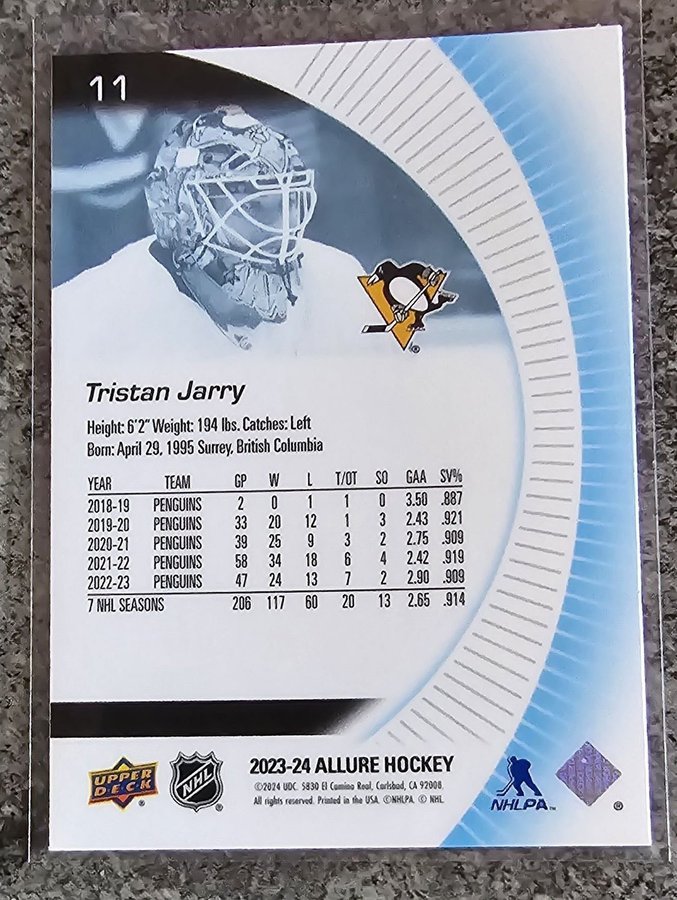 11
Tristan Jarry
Height: 6'2" Weight: 194 lbs. Catches: Left
Born: April 29, 1995 Surrey, British Columbia
YEAR TEAM GP W L T/OT SO GAA SV%
2018-19 PENGUINS 2 0 1 1 0 3.50 .887
2019-20 PENGUINS 33 20 12 1 3 2.43 .921
2020-21 PENGUINS 39 25 9 3 2 2.75 .909
2021-22 PENGUINS 58 34 18 6 4 2.42 .919
2022-23 PENGUINS 47 24 13 7 2 2.90 .909
7 NHL SEASONS 206 117 60 20 13 2.65 .914
UPPER DECK ®
NHL ®
2023-24 ALLURE HOCKEY
©2024 UDC. 5830 El Camino Real, Carlsbad, CA 92008.
All rights reserved. Printed in the USA. ©NHLPA. © NHL.
NHLPA™
®